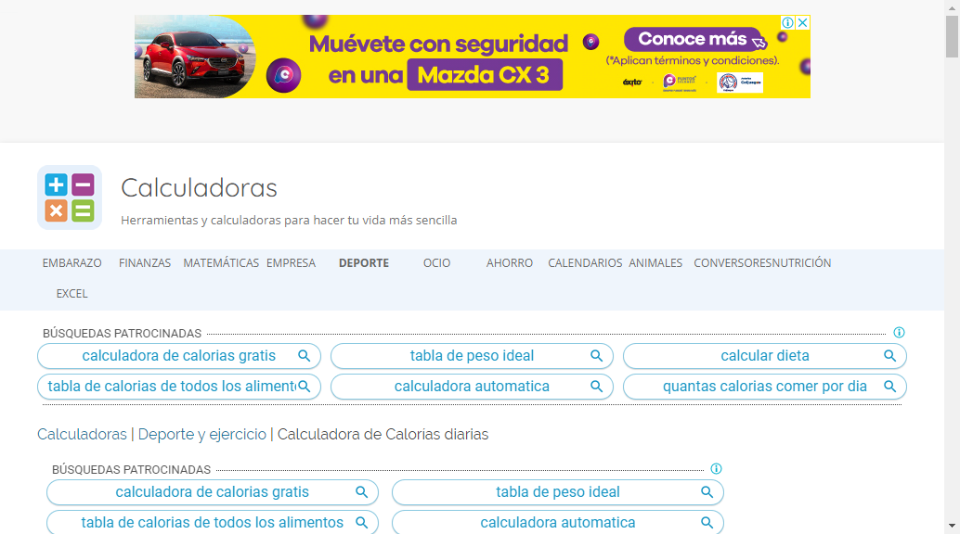 Muévete con seguridad
en una Mazda CX 3
Conoce más
(*Aplican términos y condiciones).
Calculadoras
Herramientas y calculadoras para hacer tu vida más sencilla
EMBARAZO FINANZAS MATEMÁTICAS EMPRESA DEPORTE OCIO AHORRO CALENDARIOS ANIMALES CONVERSORES NUTRICIÓN
EXCEL
BÚSQUEDAS PATROCINADAS
calculadora de calorias gratis tabla de peso ideal calcular dieta
tabla de calorias de todos los aliment calculadora automatica quantas calorias comer por dia
Calculadoras | Deporte y ejercicio | Calculadora de Calorías diarias
BÚSQUEDAS PATROCINADAS
calculadora de calorias gratis tabla de peso ideal
tabla de calorias de todos los alimentos calculadora automatica